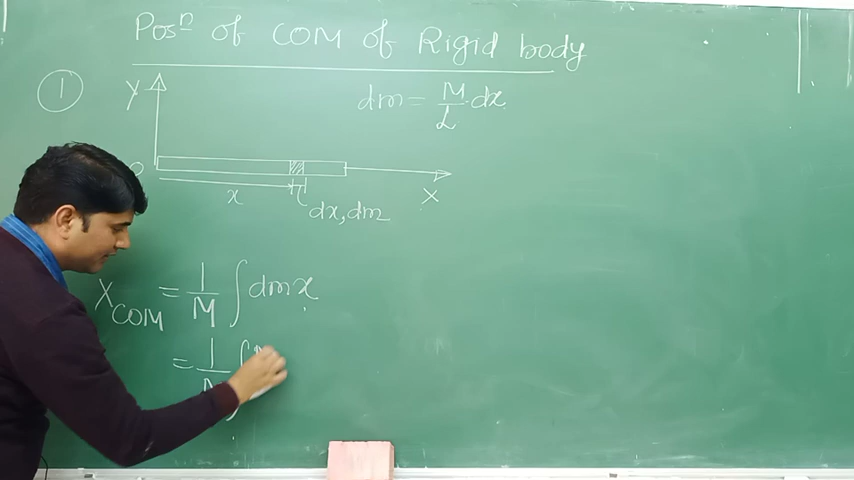 Posⁿ of COM of Rigid body
1
Y
dm = M/L dx
O
x
X
dx, dm
X_COM = 1/M ∫ dm x
= 1/M ∫